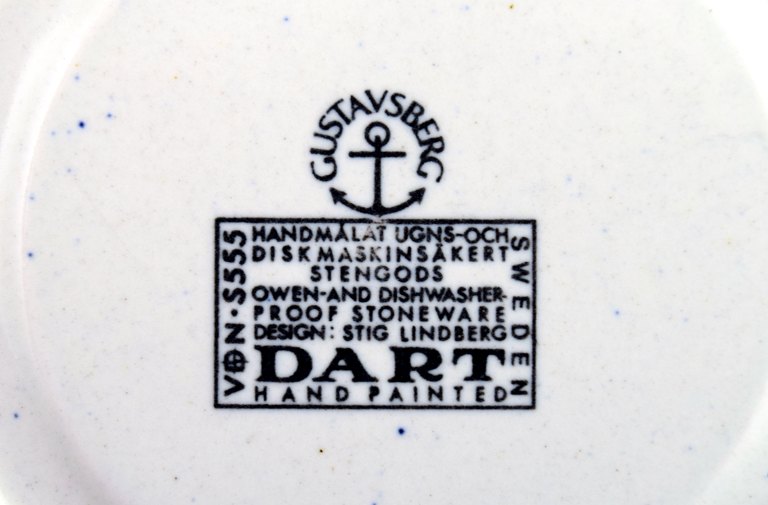 GUSTAVSBERG
VDN·S555
HANDMÅLAT UGNS-OCH
DISKMASKINSÄKERT
STENGODS
OWEN-AND DISHWASHER-
PROOF STONEWARE
DESIGN: STIG LINDBERG
DART
HAND PAINTED
SWEDEN